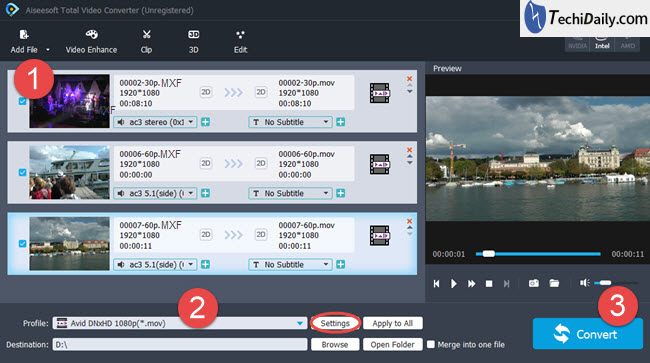 Aiseesoft Total Video Converter (Unregistered)
TechiDaily.com
Add File
Video Enhance
Clip
3D
Edit
NVIDIA
Intel
AMD
1
00002-30p.MXF
1920*1080
00:08:10
2D
2D
00002-30p.mov
1920*1080
00:08:10
MXF
ac3 stereo (0x1
T No Subtitle
00006-60p.MXF
1920*1080
00:00:00
2D
2D
00006-60p.mov
1920*1080
00:00:00
ac3 5.1(side) (
T No Subtitle
00007-60p.MXF
1920*1080
00:00:11
2D
2D
00007-60p.mov
1920*1080
00:00:11
ac3 5.1(side) (
T No Subtitle
Preview
00:00:01
00:00:11
2
3
Profile:
Avid DNxHD 1080p(*.mov)
Settings
Apply to All
Destination:
D:\
Browse
Open Folder
Merge into one file
Convert